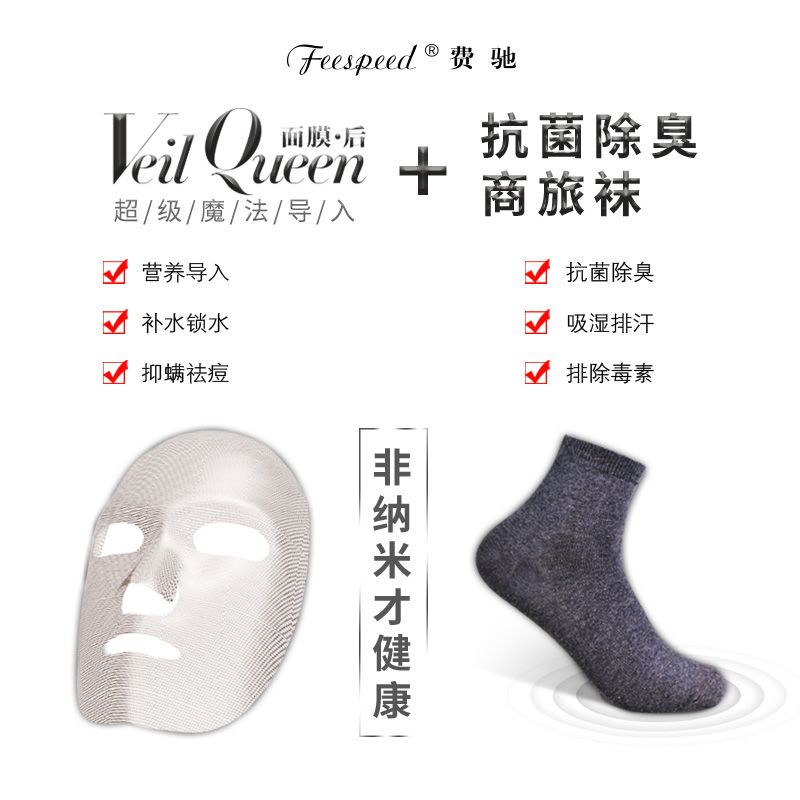 Feespeed® 费驰
Veil Queen 面膜·后
超/级/魔/法/导/入
+
抗菌除臭
商旅袜
营养导入
补水锁水
抑螨祛痘
抗菌除臭
吸湿排汗
排除毒素
非纳米才健康